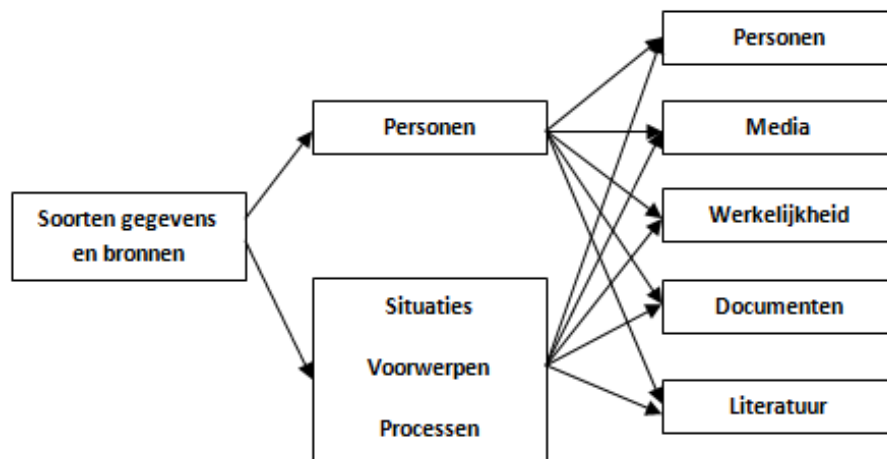 Soorten gegevens
en bronnen
Personen
Situaties
Voorwerpen
Processen
Personen
Media
Werkelijkheid
Documenten
Literatuur